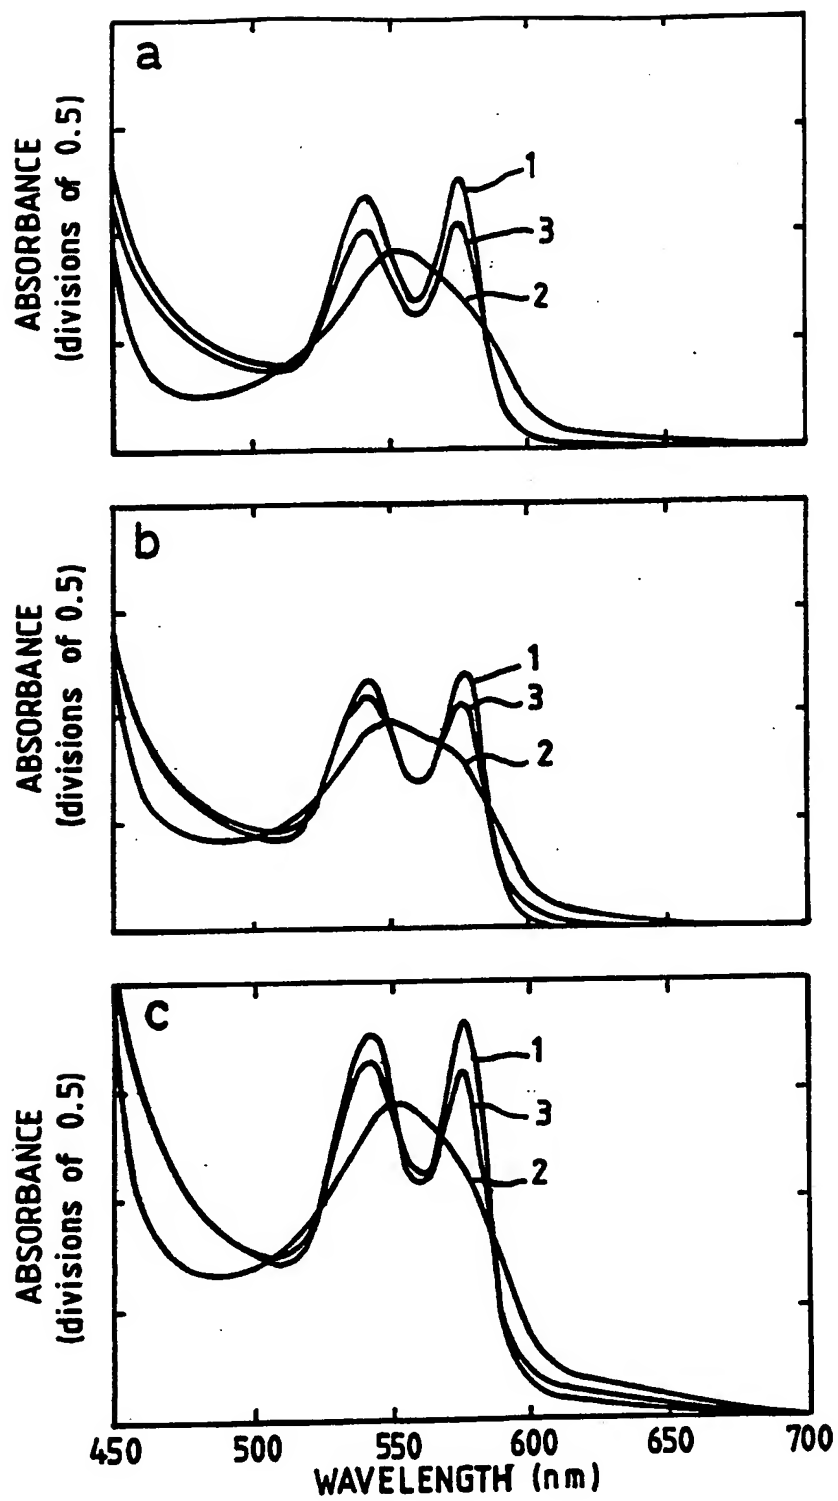 a
ABSORBANCE
(divisions of 0.5)
1
3
2
b
ABSORBANCE
(divisions of 0.5)
1
3
2
c
ABSORBANCE
(divisions of 0.5)
1
3
2
450 500 550 600 650 700
WAVELENGTH (nm)